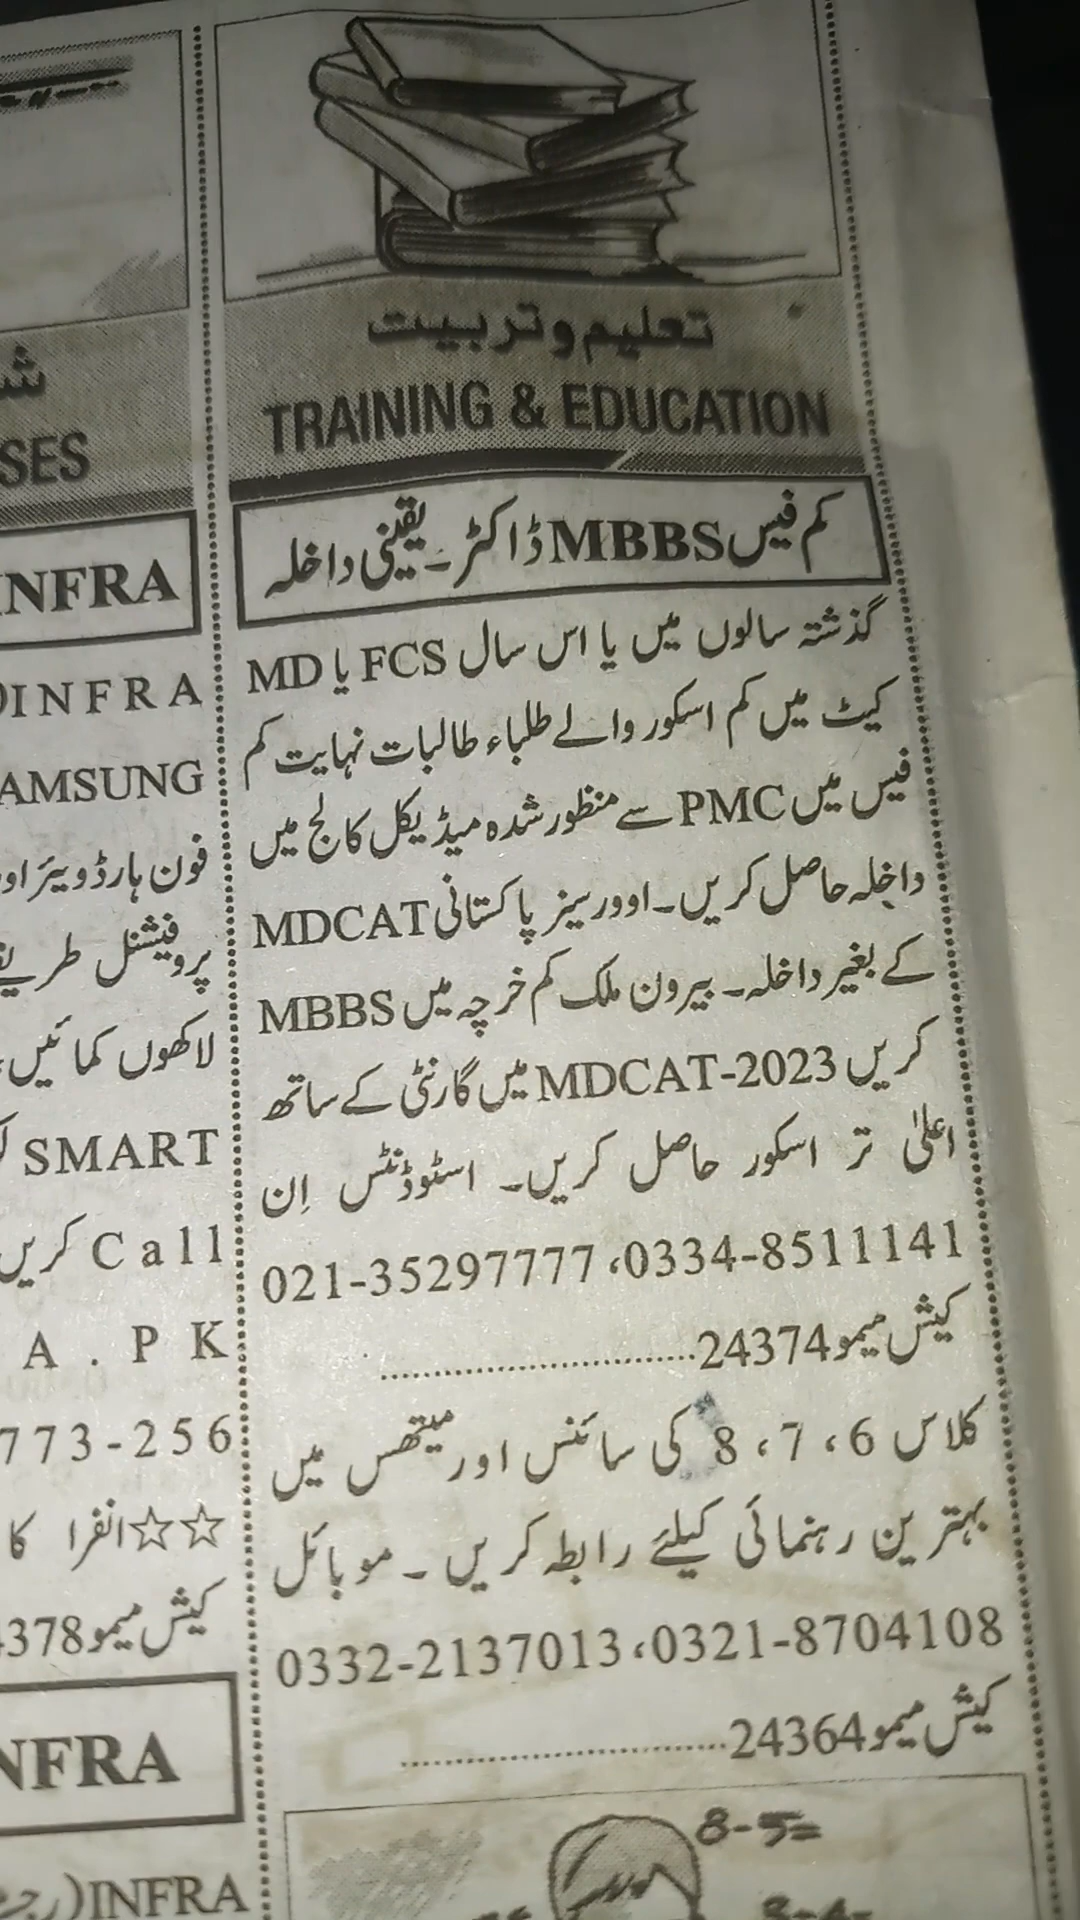 تعلیم و تربیت
TRAINING & EDUCATION
کم فیس MBBS ڈاکٹر۔ یقینی داخلہ
گذشتہ سالوں میں یا اس سال FCS یا MD
کیٹ میں کم اسکور والے طلباء طالبات نہایت کم
فیس میں PMC سے منظور شدہ میڈیکل کالج میں
داخلہ حاصل کریں۔ اوورسیز پاکستانی MDCAT
کے بغیر داخلہ۔ بیرون ملک کم خرچہ میں MBBS
کریں MDCAT-2023 میں گارنٹی کے ساتھ
اعلیٰ تر اسکور حاصل کریں۔ اسٹوڈنٹس اِن
021-35297777، 0334-8511141
کیش میمو 24374
کلاس 6، 7، 8 کی سائنس اور میتھس میں
بہترین رہنمائی کیلئے رابطہ کریں۔ موبائل
0332-2137013، 0321-8704108
کیش میمو 24364
8-5=
SES
INFRA
INFRA
SAMSUNG
فون ہارڈویئر
پروفیشنل
لاکھوں کمائیں
SMART
Call کریں
A . P K
773-256
☆☆انفرا کا
کیش میمو 378
INFRA
INFRA